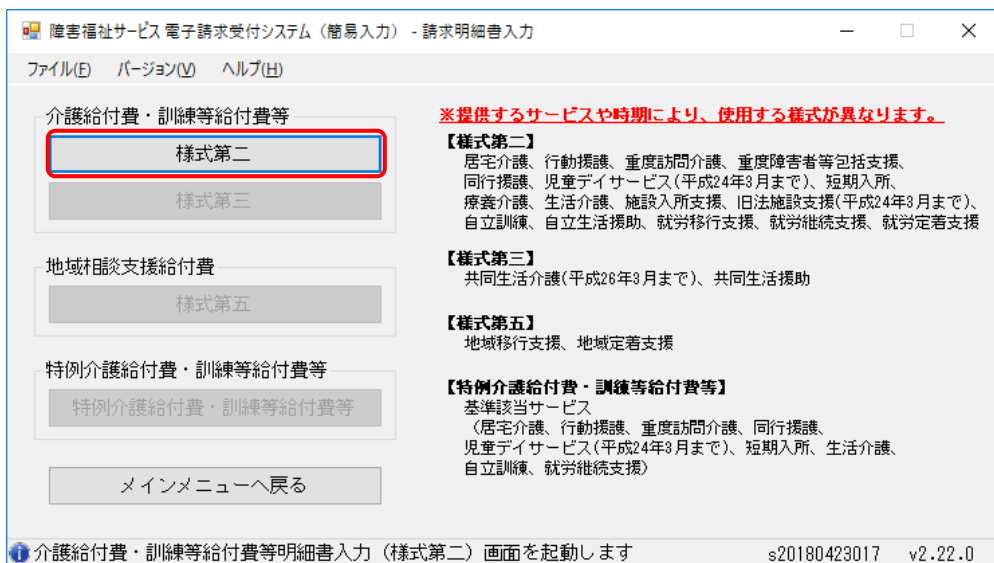 障害福祉サービス 電子請求受付システム（簡易入力） - 請求明細書入力
ファイル(F) バージョン(V) ヘルプ(H)
介護給付費・訓練等給付費等
様式第二
様式第三
地域相談支援給付費
様式第五
特例介護給付費・訓練等給付費等
特例介護給付費・訓練等給付費等
メインメニューへ戻る
※提供するサービスや時期により、使用する様式が異なります。
【様式第二】
居宅介護、行動援護、重度訪問介護、重度障害者等包括支援、
同行援護、児童デイサービス(平成24年3月まで)、短期入所、
療養介護、生活介護、施設入所支援、旧法施設支援(平成24年3月まで)、
自立訓練、自立生活援助、就労移行支援、就労継続支援、就労定着支援
【様式第三】
共同生活介護(平成26年3月まで)、共同生活援助
【様式第五】
地域移行支援、地域定着支援
【特例介護給付費・訓練等給付費等】
基準該当サービス
（居宅介護、行動援護、重度訪問介護、同行援護、
児童デイサービス(平成24年3月まで)、短期入所、生活介護、
自立訓練、就労継続支援）
介護給付費・訓練等給付費等明細書入力（様式第二）画面を起動します s20180423017 v2.22.0